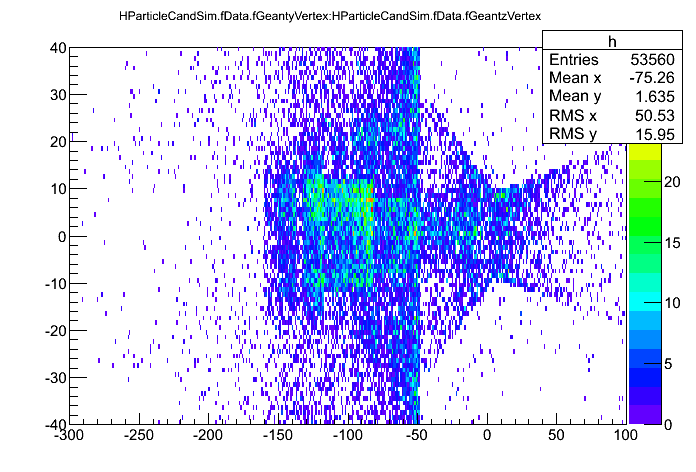 HParticleCandSim.fData.fGeantyVertex:HParticleCandSim.fData.fGeantzVertex
h
Entries 53560
Mean x -75.26
Mean y 1.635
RMS x 50.53
RMS y 15.95
40
30
20
10
0
-10
-20
-30
-40
-300 -250 -200 -150 -100 -50 0 50 100
20
15
10
5
0